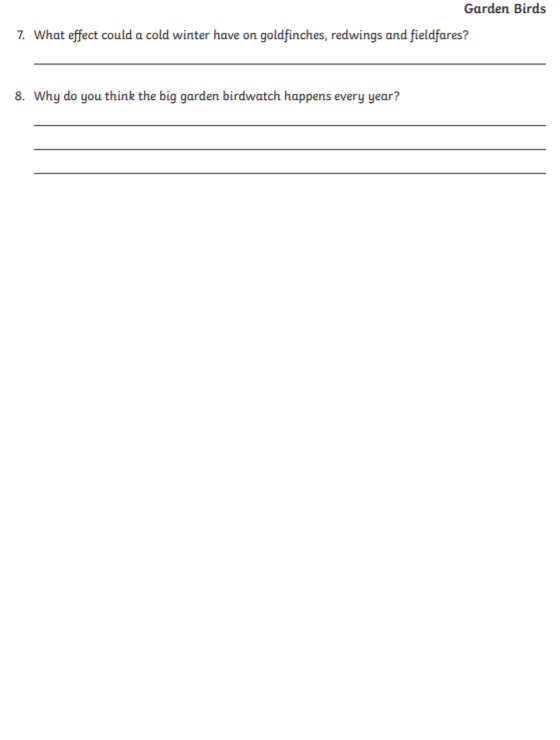 Garden Birds
7. What effect could a cold winter have on goldfinches, redwings and fieldfares?
8. Why do you think the big garden birdwatch happens every year?